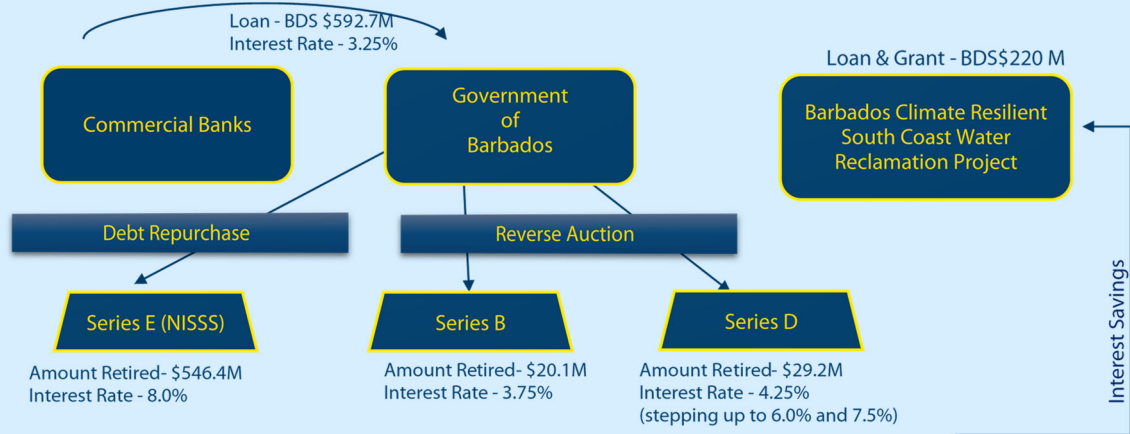 Loan - BDS $592.7M
Interest Rate - 3.25%
Loan & Grant - BDS$220 M
Commercial Banks
Government
of
Barbados
Barbados Climate Resilient
South Coast Water
Reclamation Project
Debt Repurchase
Reverse Auction
Interest Savings
Series E (NISSS)
Series B
Series D
Amount Retired- $546.4M
Interest Rate - 8.0%
Amount Retired- $20.1M
Interest Rate - 3.75%
Amount Retired- $29.2M
Interest Rate - 4.25%
(stepping up to 6.0% and 7.5%)